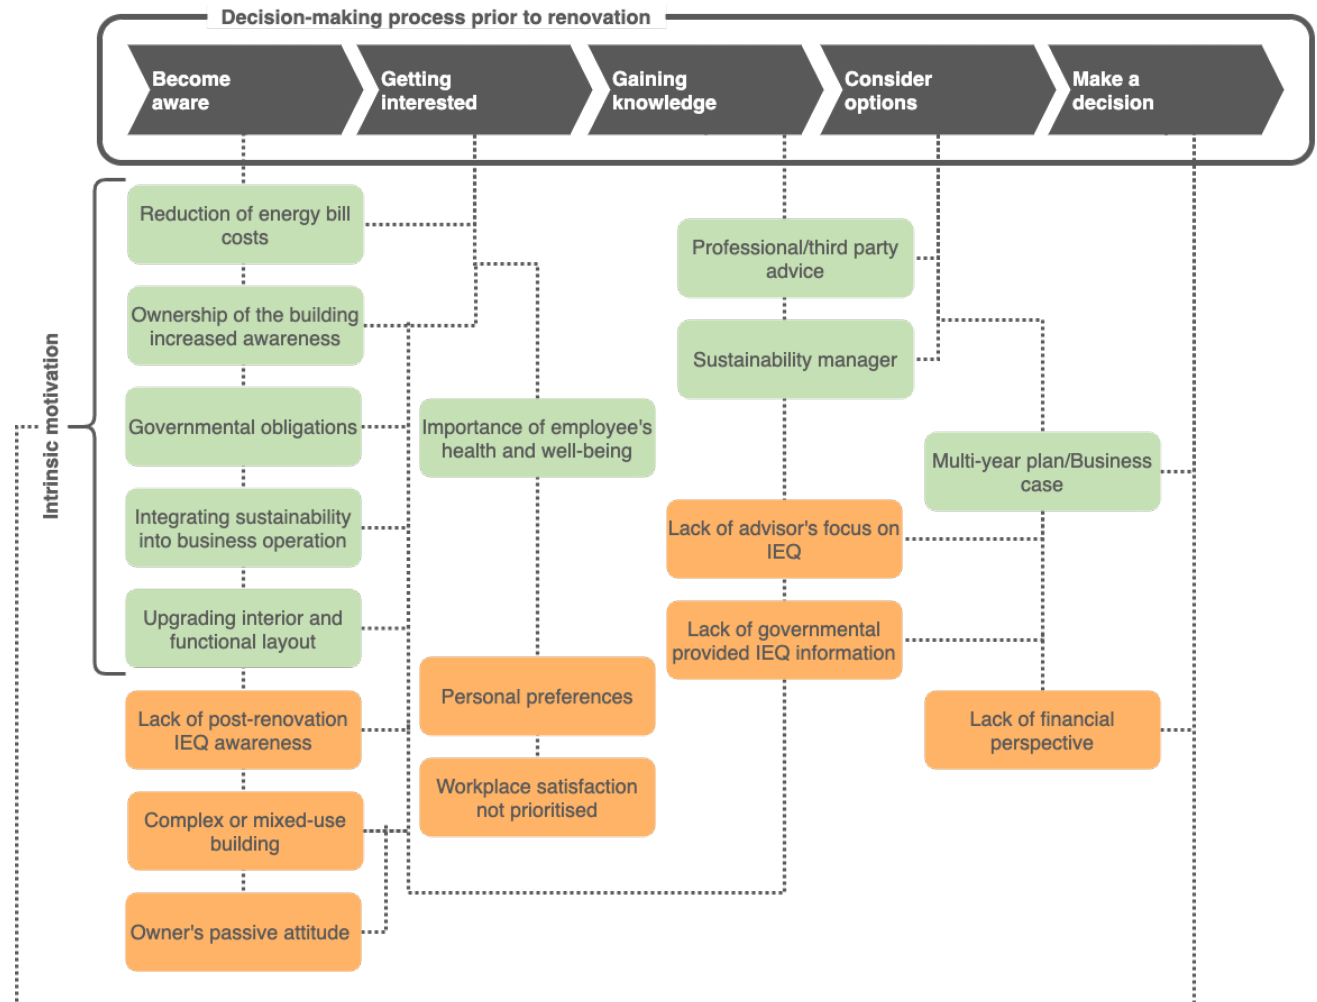 Decision-making process prior to renovation
Become
aware
Getting
interested
Gaining
knowledge
Consider
options
Make a
decision
Intrinsic motivation
Reduction of energy bill
costs
Ownership of the building
increased awareness
Governmental obligations
Integrating sustainability
into business operation
Upgrading interior and
functional layout
Lack of post-renovation
IEQ awareness
Complex or mixed-use
building
Owner's passive attitude
Importance of employee's
health and well-being
Personal preferences
Workplace satisfaction
not prioritised
Professional/third party
advice
Sustainability manager
Lack of advisor's focus on
IEQ
Lack of governmental
provided IEQ information
Multi-year plan/Business
case
Lack of financial
perspective